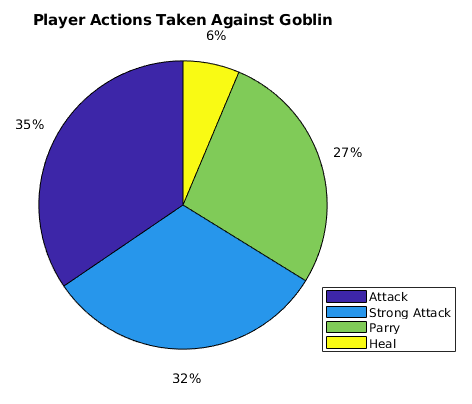 Player Actions Taken Against Goblin
6%
35%
27%
32%
Attack
Strong Attack
Parry
Heal